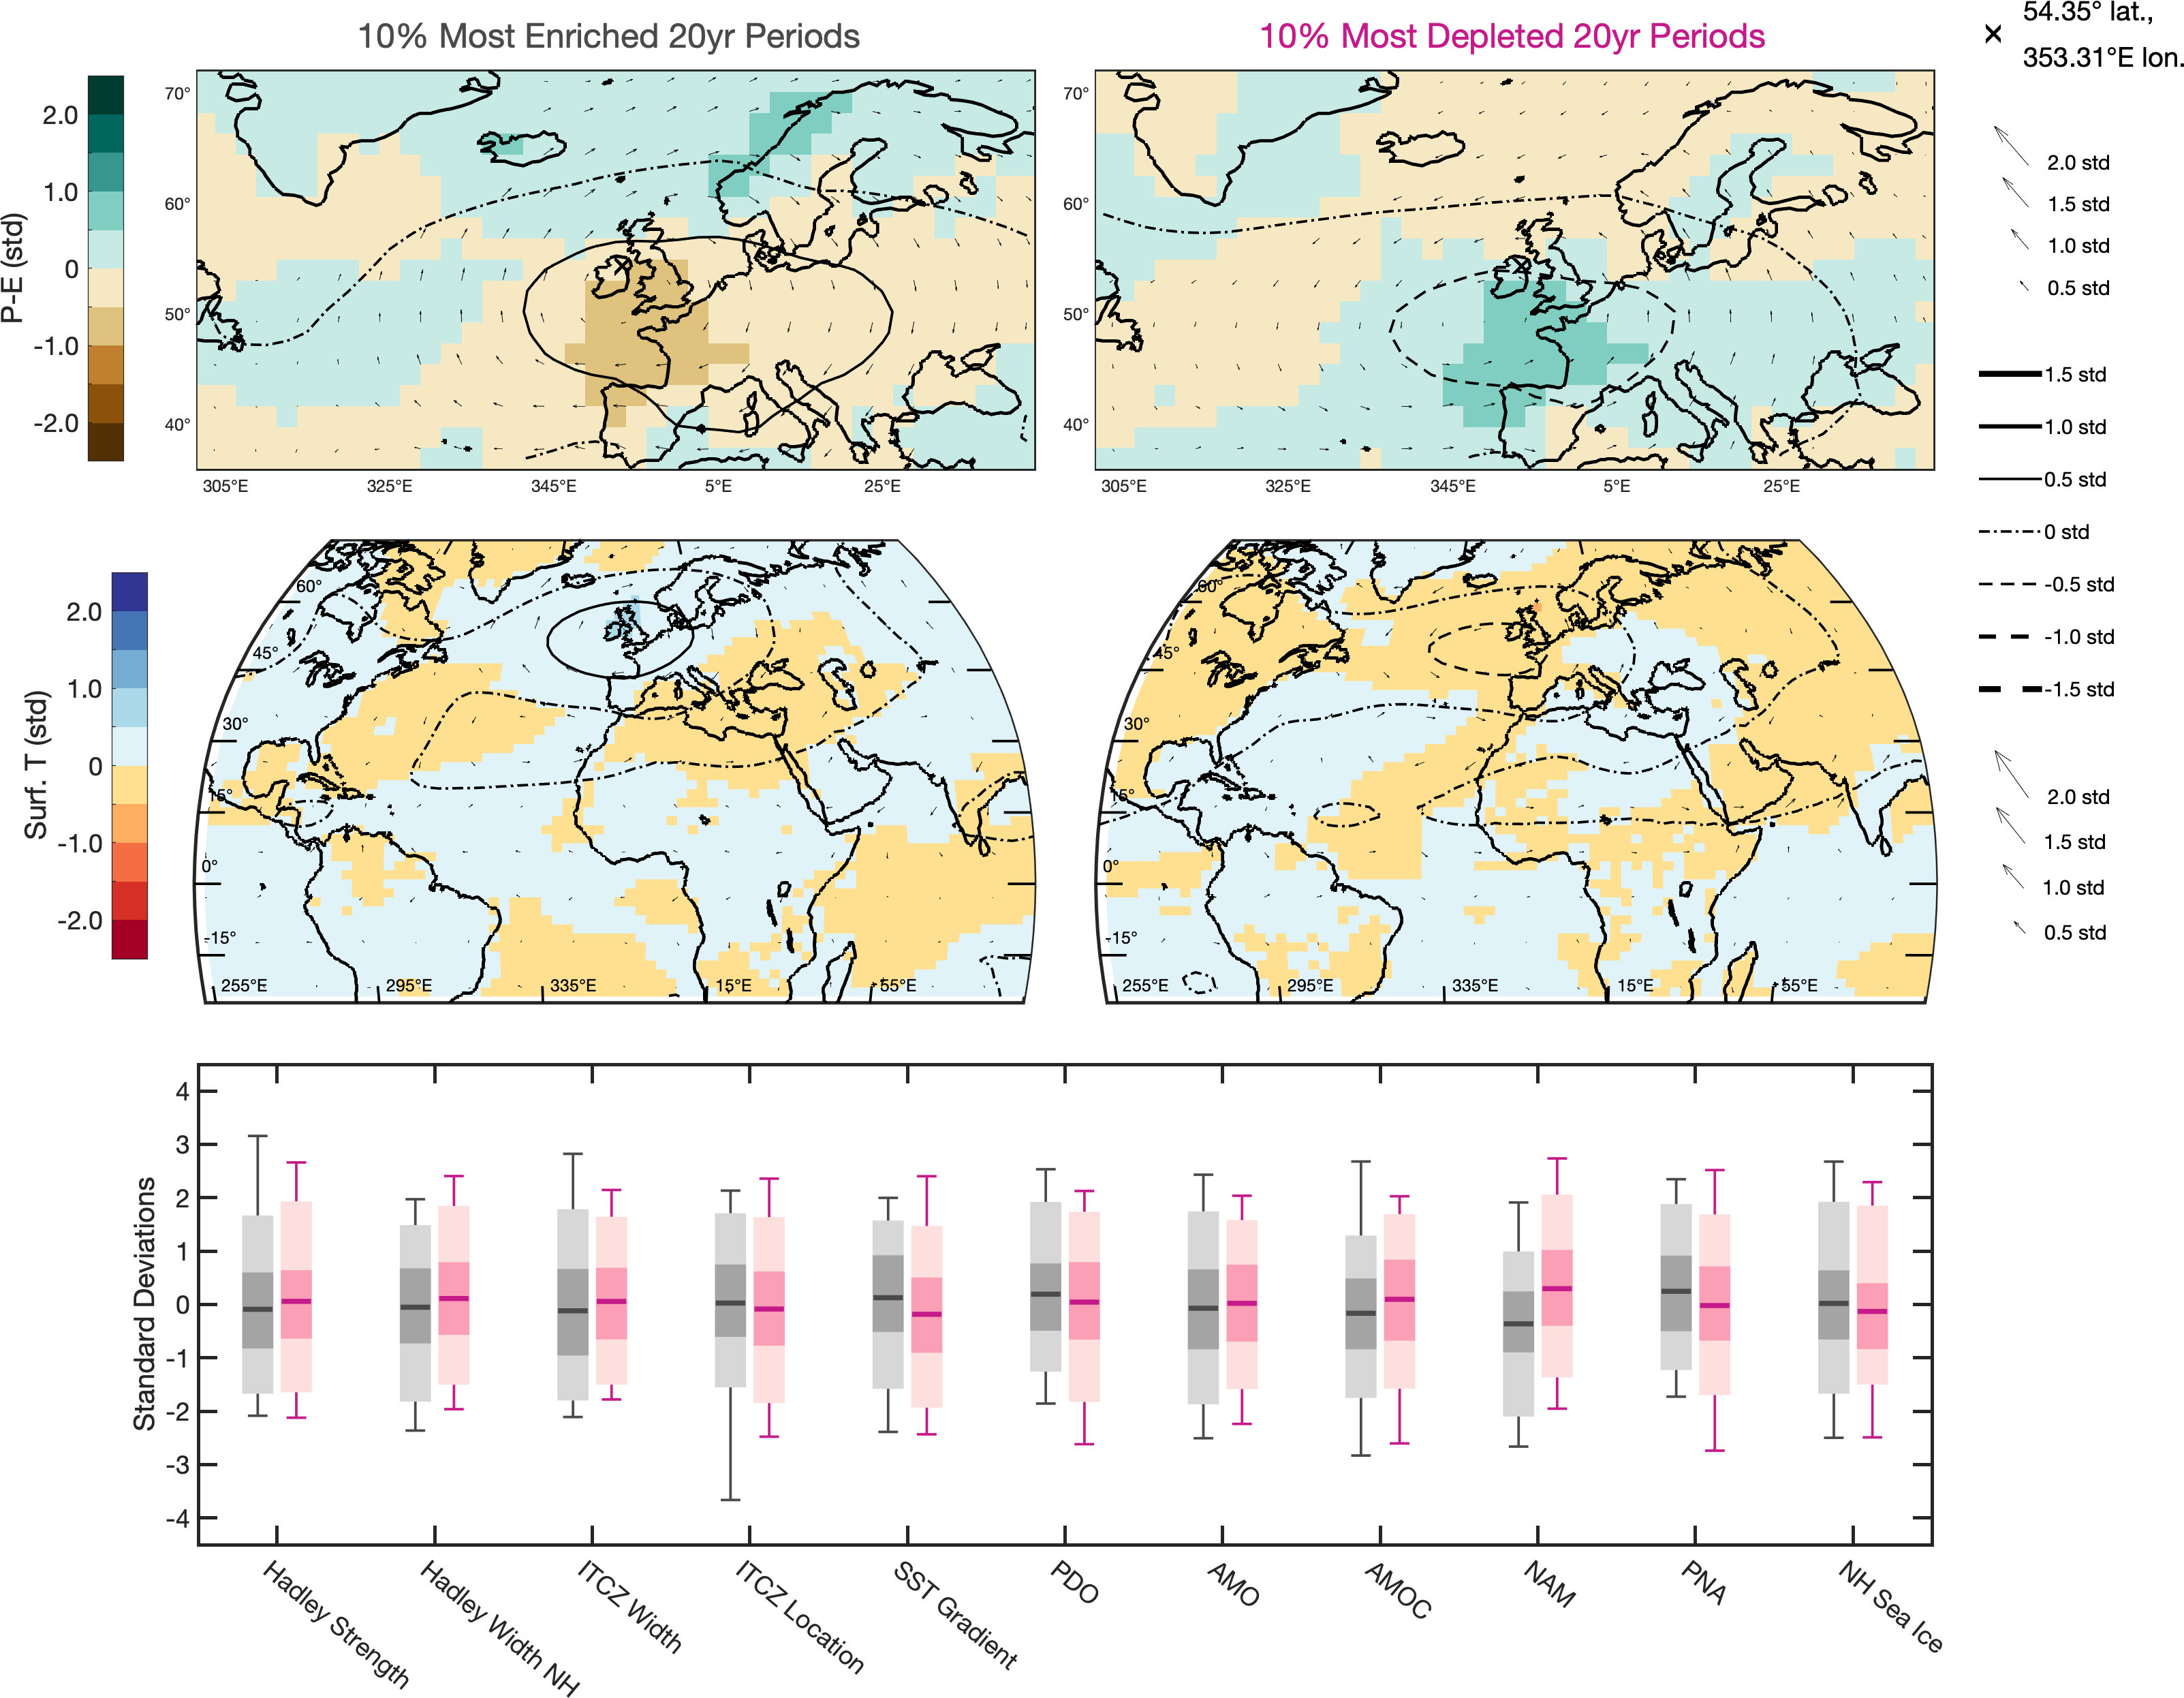 10% Most Enriched 20yr Periods
10% Most Depleted 20yr Periods
54.35° lat.,
353.31°E lon.
P-E (std)
2.0
1.0
0
-1.0
-2.0
70°
60°
50°
40°
305°E
325°E
345°E
5°E
25°E
70°
60°
50°
40°
305°E
325°E
345°E
5°E
25°E
2.0 std
1.5 std
1.0 std
0.5 std
1.5 std
1.0 std
0.5 std
0 std
-0.5 std
-1.0 std
-1.5 std
Surf. T (std)
2.0
1.0
0
-1.0
-2.0
60°
45°
30°
15°
0°
-15°
255°E
295°E
335°E
15°E
55°E
60°
45°
30°
15°
0°
-15°
255°E
295°E
335°E
15°E
55°E
2.0 std
1.5 std
1.0 std
0.5 std
Standard Deviations
4
3
2
1
0
-1
-2
-3
-4
Hadley Strength
Hadley Width NH
ITCZ Width
ITCZ Location
SST Gradient
PDO
AMO
AMOC
NAM
PNA
NH Sea Ice